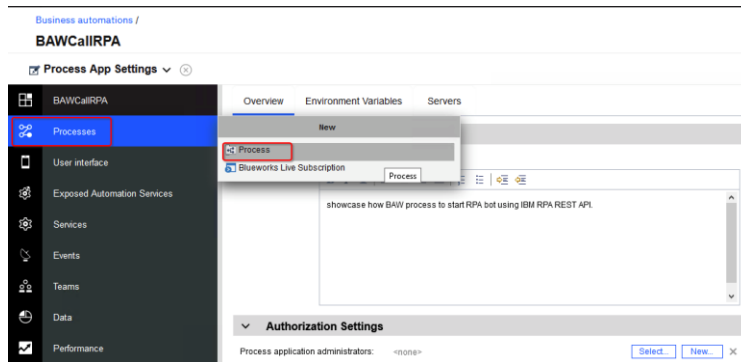 Business automations /
BAWCallRPA
Process App Settings
BAWCallRPA
Overview Environment Variables Servers
Processes
New
Process
User interface
Blueworks Live Subscription
Process
Exposed Automation Services
showcase how BAW process to start RPA bot using IBM RPA REST API.
Services
Events
Teams
Data
Authorization Settings
Performance
Process application administrators: <none> Select... New...